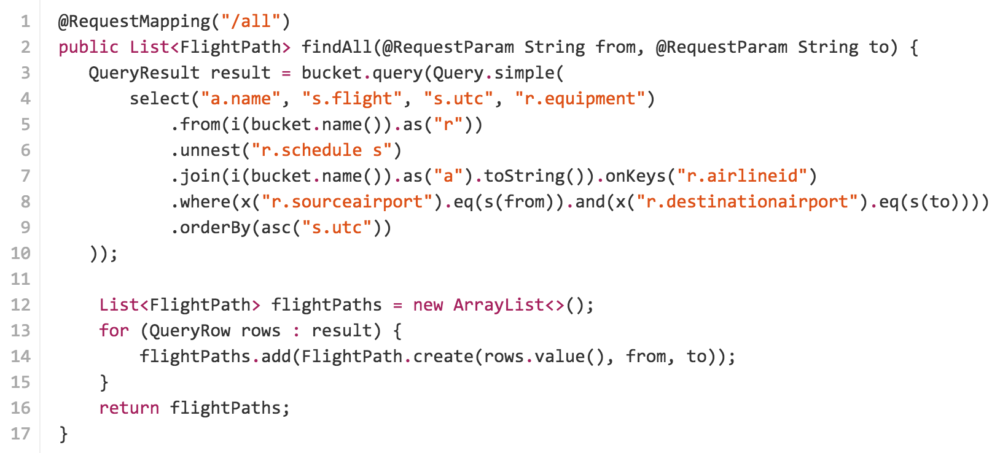 1 @RequestMapping("/all")
2 public List<FlightPath> findAll(@RequestParam String from, @RequestParam String to) {
3    QueryResult result = bucket.query(Query.simple(
4        select("a.name", "s.flight", "s.utc", "r.equipment")
5            .from(i(bucket.name()).as("r"))
6            .unnest("r.schedule s")
7            .join(i(bucket.name()).as("a").toString()).onKeys("r.airlineid")
8            .where(x("r.sourceairport").eq(s(from)).and(x("r.destinationairport").eq(s(to))))
9            .orderBy(asc("s.utc"))
10    ));
11
12     List<FlightPath> flightPaths = new ArrayList<>();
13     for (QueryRow rows : result) {
14         flightPaths.add(FlightPath.create(rows.value(), from, to));
15     }
16     return flightPaths;
17 }